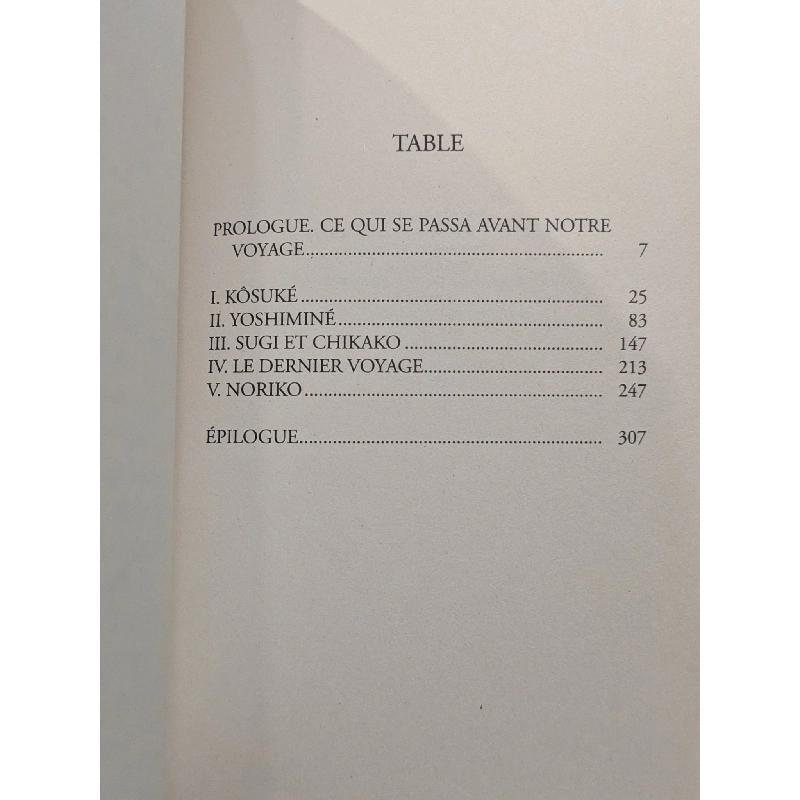 TABLE
PROLOGUE. CE QUI SE PASSA AVANT NOTRE
VOYAGE.......................................................... 7
I. KÔSUKÉ........................................................... 25
II. YOSHIMINÉ.................................................... 83
III. SUGI ET CHIKAKO...................................... 147
IV. LE DERNIER VOYAGE.................................. 213
V. NORIKO.......................................................... 247
ÉPILOGUE........................................................... 307